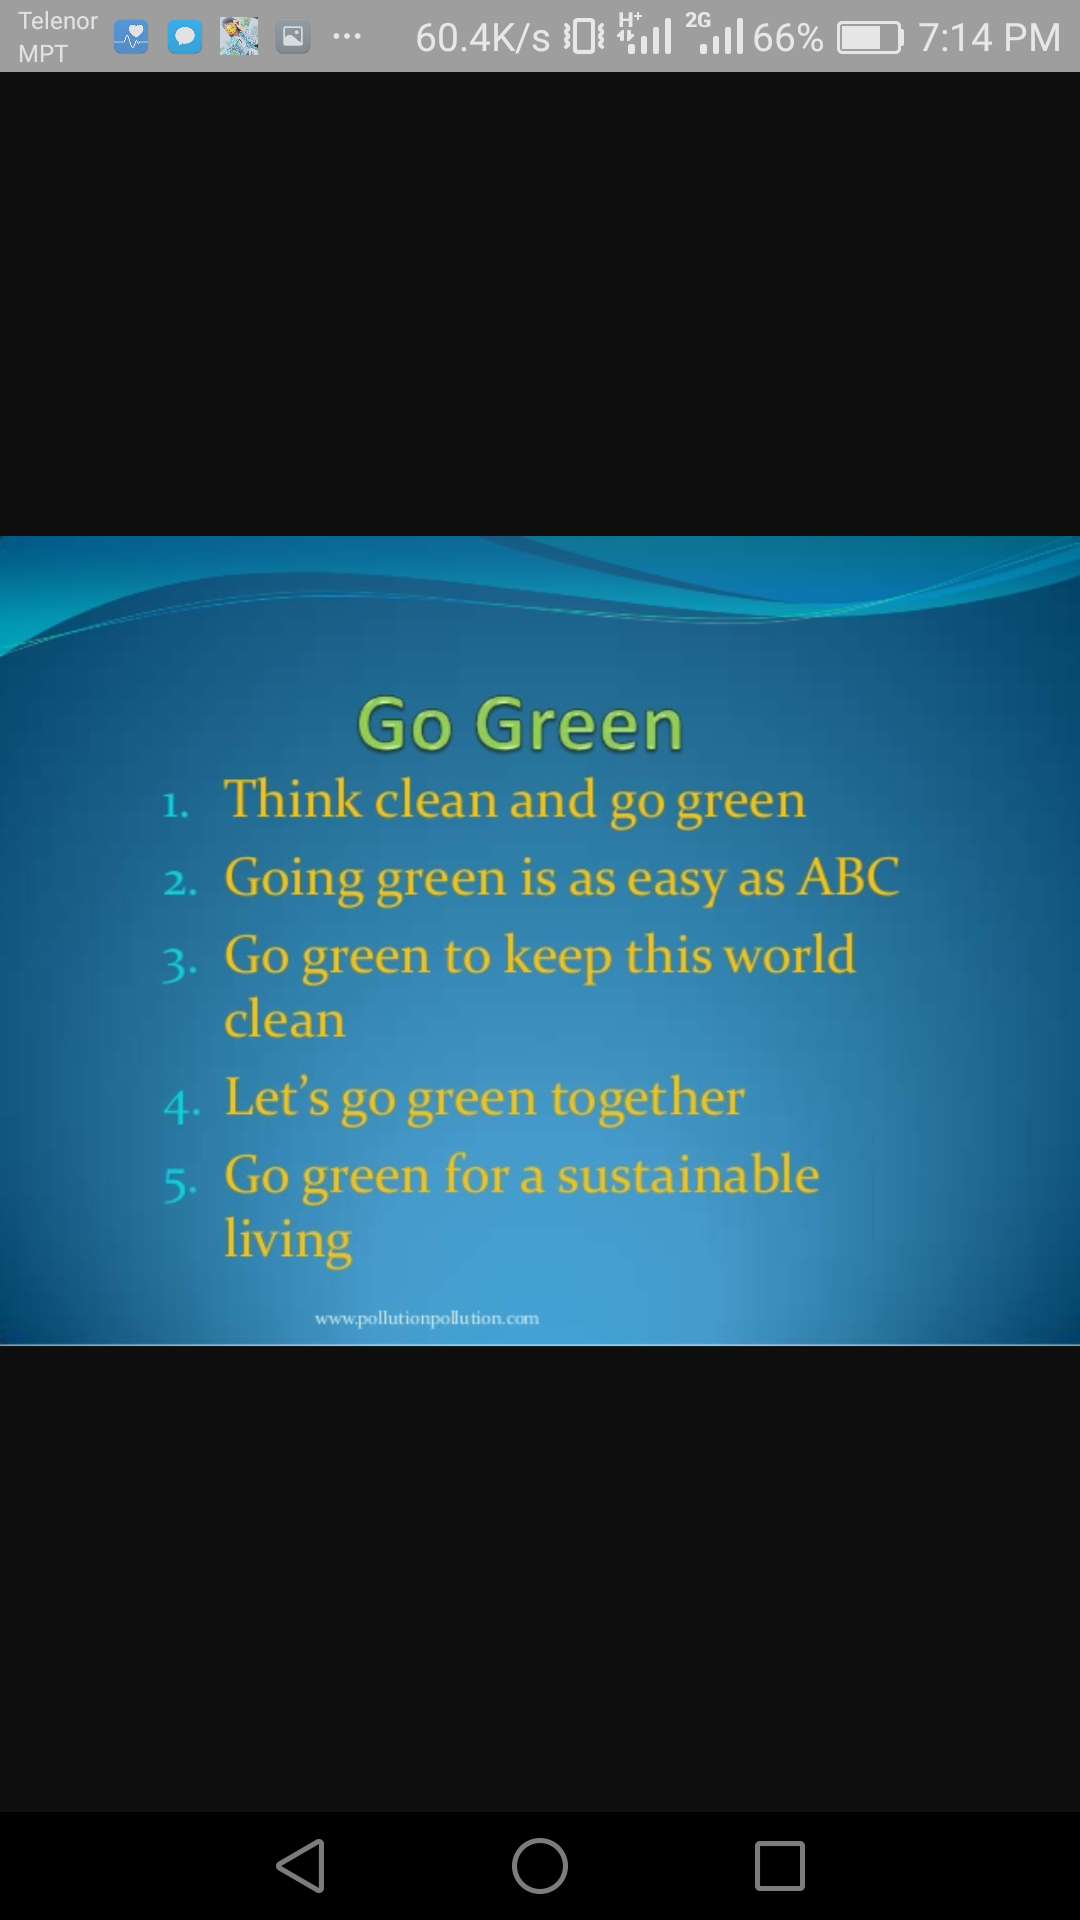 Telenor
MPT
60.4K/s H+ 2G 66% 7:14 PM
Go Green
1. Think clean and go green
2. Going green is as easy as ABC
3. Go green to keep this world
clean
4. Let’s go green together
5. Go green for a sustainable
living
www.pollutionpollution.com